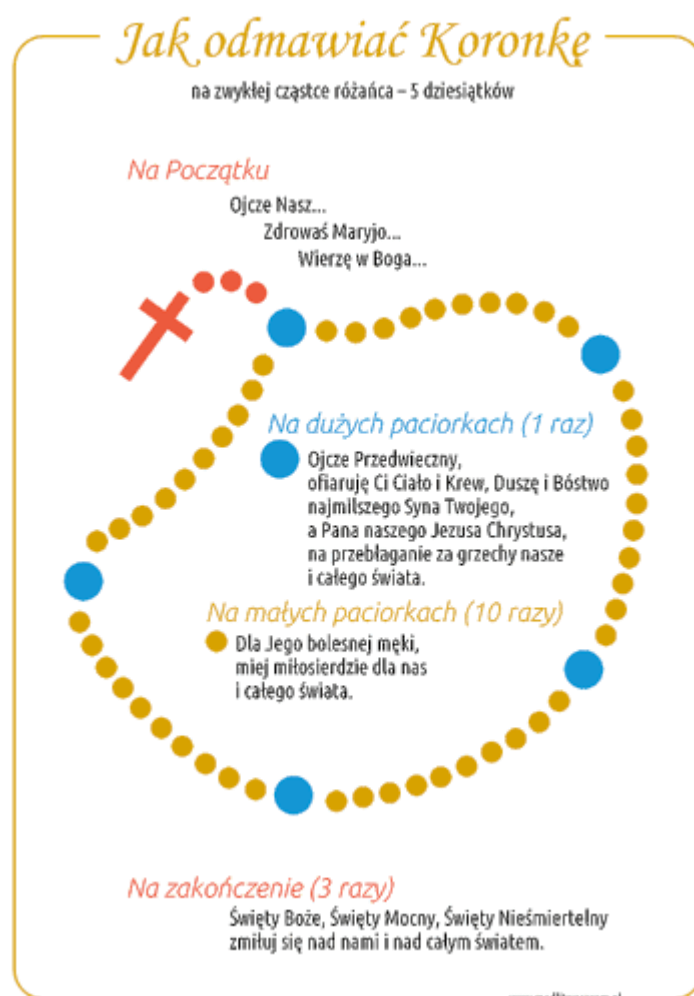 Jak odmawiać Koronkę
na zwykłej cząstce różańca – 5 dziesiątków
Na Początku
Ojcze Nasz...
Zdrowaś Maryjo...
Wierzę w Boga...
Na dużych paciorkach (1 raz)
Ojcze Przedwieczny,
ofiaruję Ci Ciało i Krew, Duszę i Bóstwo
najmilszego Syna Twojego,
a Pana naszego Jezusa Chrystusa,
na przebłaganie za grzechy nasze
i całego świata.
Na małych paciorkach (10 razy)
Dla Jego bolesnej męki,
miej miłosierdzie dla nas
i całego świata.
Na zakończenie (3 razy)
Święty Boże, Święty Mocny, Święty Nieśmiertelny
zmiłuj się nad nami i nad całym światem.